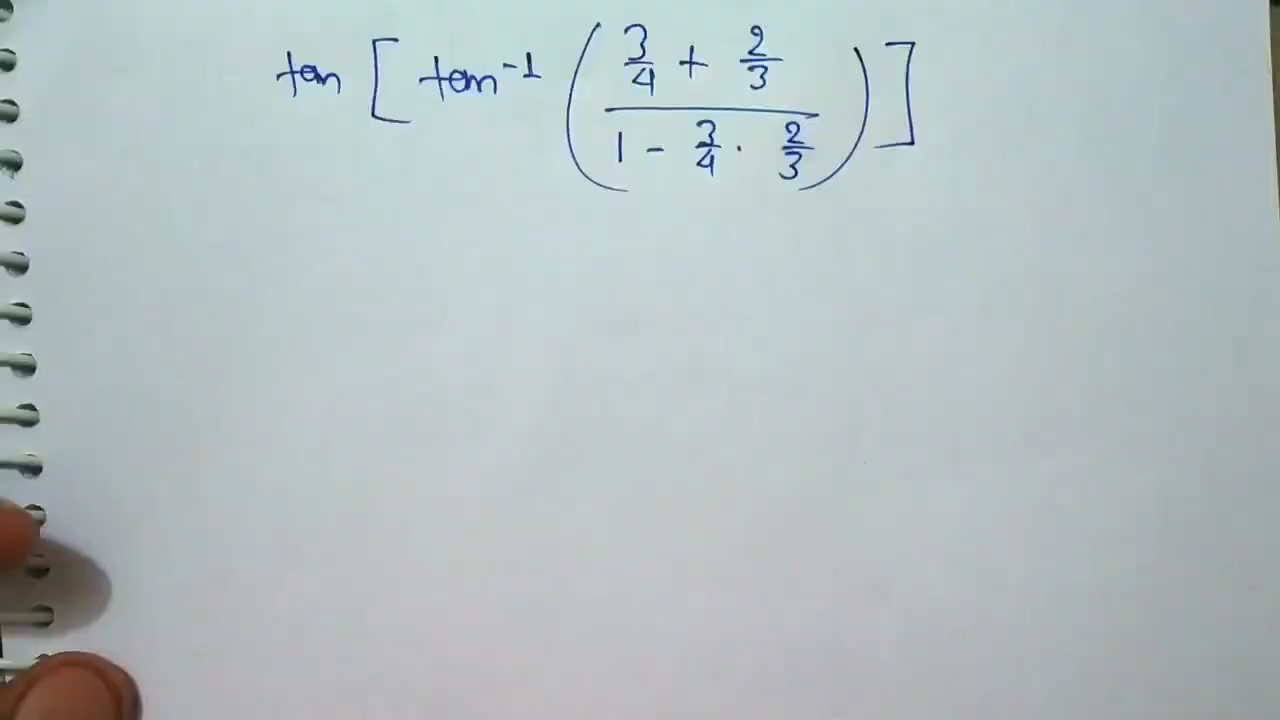 tan [ tan⁻¹ ( (3/4 + 2/3) / (1 - 3/4 · 2/3) ) ]